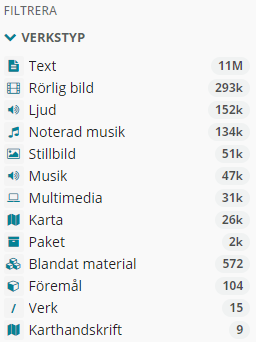 FILTRERA
VERKSTYP
Text 11M
Rörlig bild 293k
Ljud 152k
Noterad musik 134k
Stillbild 51k
Musik 47k
Multimedia 31k
Karta 26k
Paket 2k
Blandat material 572
Föremål 104
/ Verk 15
Karthandskrift 9